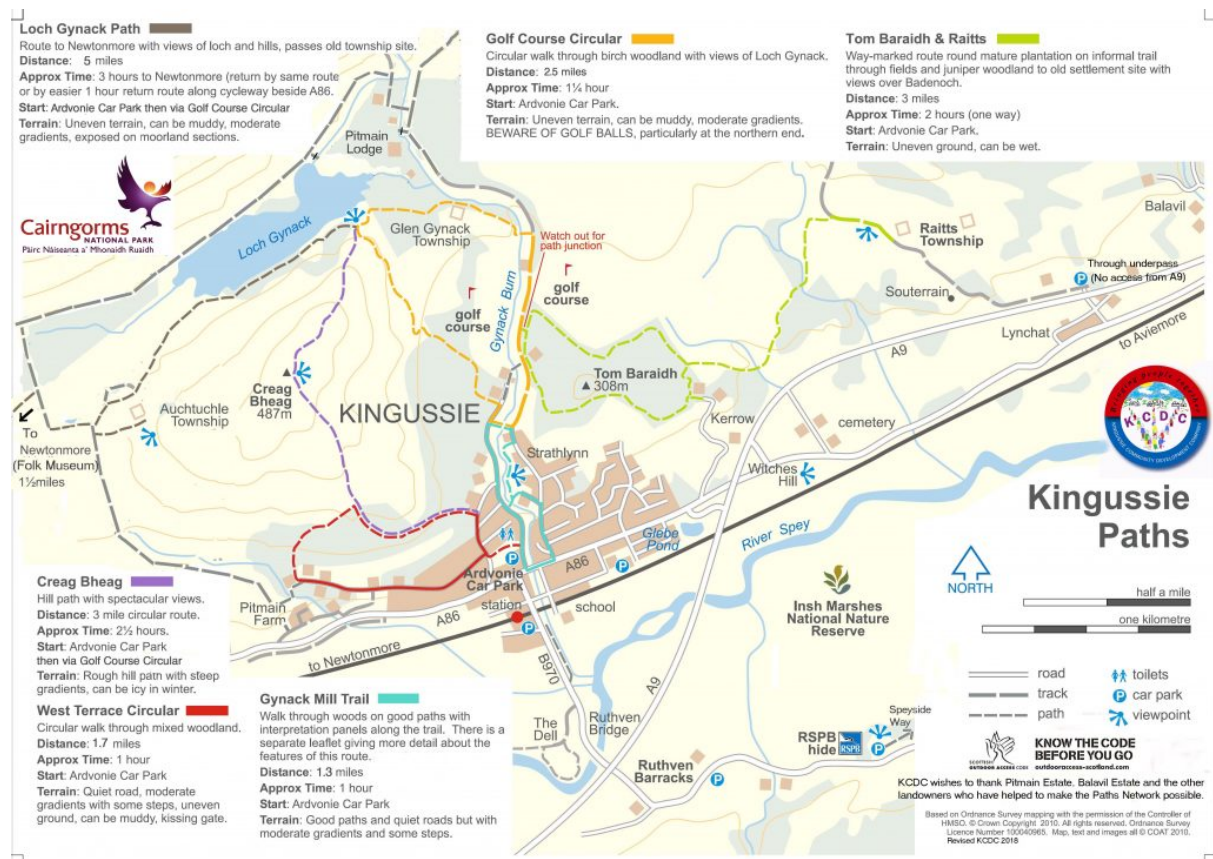 Loch Gynack Path
Route to Newtonmore with views of loch and hills, passes old township site.
Distance: 5 miles
Approx Time: 3 hours to Newtonmore (return by same route
or by easier 1 hour return route along cycleway beside A86.
Start: Ardvonie Car Park then via Golf Course Circular
Terrain: Uneven terrain, can be muddy, moderate
gradients, exposed on moorland sections.
Golf Course Circular
Circular walk through birch woodland with views of Loch Gynack.
Distance: 2.5 miles
Approx Time: 1¼ hour
Start: Ardvonie Car Park.
Terrain: Uneven terrain, can be muddy, moderate gradients.
BEWARE OF GOLF BALLS, particularly at the northern end.
Tom Baraidh & Raitts
Way-marked route round mature plantation on informal trail
through fields and juniper woodland to old settlement site with
views over Badenoch.
Distance: 3 miles
Approx Time: 2 hours (one way)
Start: Ardvonie Car Park.
Terrain: Uneven ground, can be wet.
Cairngorms
NATIONAL PARK
Pàirc Nàiseanta a' Mhonaidh Ruaidh
Pitmain
Lodge
Loch Gynack
Glen Gynack
Township
Watch out for
path junction
golf
course
golf
course
Gynack Burn
Raitts
Township
Balavil
Through underpass
(No access from A9)
Souterrain
Lynchat
to Aviemore
A9
Creag
Bheag
487m
Auchtuchle
Township
To
Newtonmore
(Folk Museum)
1½miles
KINGUSSIE
Tom Baraidh
308m
Kerrow
cemetery
Strathlynn
Witches
Hill
Glebe
Pond
River Spey
A86
Ardvonie
Car Park
station
school
Pitmain
Farm
A86
to Newtonmore
B970
A9
The
Dell
Ruthven
Bridge
Ruthven
Barracks
Insh Marshes
National Nature
Reserve
RSPB
hide
RSPB
Speyside
Way
Bringing people together
KCDC
KINGUSSIE COMMUNITY DEVELOPMENT COMPANY
Kingussie
Paths
NORTH
half a mile
one kilometre
road
track
path
toilets
P car park
viewpoint
Creag Bheag
Hill path with spectacular views.
Distance: 3 mile circular route.
Approx Time: 2½ hours.
Start: Ardvonie Car Park
then via Golf Course Circular
Terrain: Rough hill path with steep
gradients, can be icy in winter.
West Terrace Circular
Circular walk through mixed woodland.
Distance: 1.7 miles
Approx Time: 1 hour
Start: Ardvonie Car Park
Terrain: Quiet road, moderate
gradients with some steps, uneven
ground, can be muddy, kissing gate.
Gynack Mill Trail
Walk through woods on good paths with
interpretation panels along the trail. There is a
separate leaflet giving more detail about the
features of this route.
Distance: 1.3 miles
Approx Time: 1 hour
Start: Ardvonie Car Park
Terrain: Good paths and quiet roads but with
moderate gradients and some steps.
SCOTTISH
OUTDOOR ACCESS CODE
KNOW THE CODE
BEFORE YOU GO
outdooraccess-scotland.com
KCDC wishes to thank Pitmain Estate, Balavil Estate and the other
landowners who have helped to make the Paths Network possible.
Based on Ordnance Survey mapping with the permission of the Controller of
HMSO. © Crown Copyright 2010. All rights reserved. Ordnance Survey
Licence Number 100040965. Map, text and images all © COAT 2010.
Revised KCDC 2018